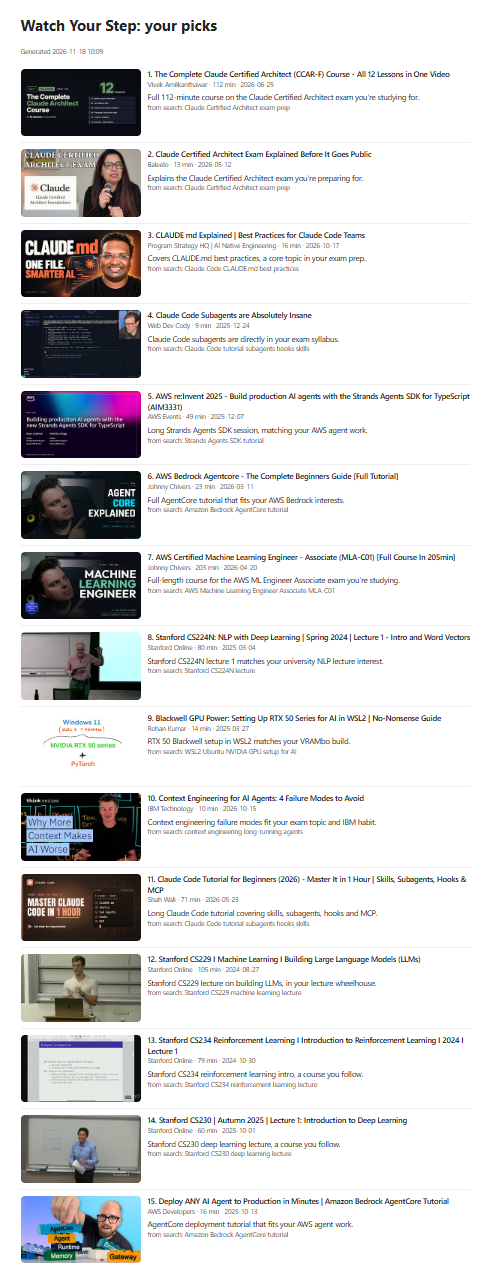 Watch Your Step: your picks
Generated 2026-11-18 10:09
The Complete
Claude Certified Architect
Course
12
1. The Complete Claude Certified Architect (CCAR-F) Course - All 12 Lessons in One Video
Vivek Amilkanthawar · 112 min · 2026-06-25
Full 112-minute course on the Claude Certified Architect exam you're studying for.
from search: Claude Certified Architect exam prep
CLAUDE CERTIFIED
ARCHITECT EXAM
Claude
Claude Certified
Architect Foundations
2. Claude Certified Architect Exam Explained Before It Goes Public
Baleelo · 13 min · 2026-05-12
Explains the Claude Certified Architect exam you're preparing for.
from search: Claude Certified Architect exam prep
CLAUDE.md
ONE FILE.
SMARTER AI.
3. CLAUDE md Explained | Best Practices for Claude Code Teams
Program Strategy HQ | AI Native Engineering · 16 min · 2026-10-17
Covers CLAUDE.md best practices, a core topic in your exam prep.
from search: Claude Code CLAUDE.md best practices
4. Claude Code Subagents are Absolutely Insane
Web Dev Cody · 9 min · 2025-12-24
Claude Code subagents are directly in your exam syllabus.
from search: Claude Code tutorial subagents hooks skills
aws
Building production AI agents with the
new Strands Agents SDK for TypeScript
5. AWS re:Invent 2025 - Build production AI agents with the Strands Agents SDK for TypeScript
(AIM3331)
AWS Events · 49 min · 2025-12-07
Long Strands Agents SDK session, matching your AWS agent work.
from search: Strands Agents SDK tutorial
AGENT
CORE
EXPLAINED
6. AWS Bedrock Agentcore - The Complete Beginners Guide [Full Tutorial]
Johnny Chivers · 23 min · 2026-03-11
Full AgentCore tutorial that fits your AWS Bedrock interests.
from search: Amazon Bedrock AgentCore tutorial
MACHINE
LEARNING
ENGINEER
7. AWS Certified Machine Learning Engineer - Associate (MLA-C01) [Full Course In 205min]
Johnny Chivers · 203 min · 2026-04-20
Full-length course for the AWS ML Engineer Associate exam you're studying.
from search: AWS Machine Learning Engineer Associate MLA-C01
8. Stanford CS224N: NLP with Deep Learning | Spring 2024 | Lecture 1 - Intro and Word Vectors
Stanford Online · 80 min · 2025-03-04
Stanford CS224N lecture 1 matches your university NLP lecture interest.
from search: Stanford CS224N lecture
Windows 11
NVIDIA RTX 50 series
+
PyTorch
9. Blackwell GPU Power: Setting Up RTX 50 Series for AI in WSL2 | No-Nonsense Guide
Rohan Kumar · 14 min · 2025-03-27
RTX 50 Blackwell setup in WSL2 matches your VRAMbo build.
from search: WSL2 Ubuntu NVIDIA GPU setup for AI
think series
Why More
Context Makes
AI Worse
10. Context Engineering for AI Agents: 4 Failure Modes to Avoid
IBM Technology · 10 min · 2026-10-15
Context engineering failure modes fit your exam topic and IBM habit.
from search: context engineering long-running agents
MASTER CLAUDE
CODE IN 1 HOUR
11. Claude Code Tutorial for Beginners (2026) - Master It in 1 Hour | Skills, Subagents, Hooks &
MCP
Shah Wali · 71 min · 2026-05-23
Long Claude Code tutorial covering skills, subagents, hooks and MCP.
from search: Claude Code tutorial subagents hooks skills
12. Stanford CS229 I Machine Learning I Building Large Language Models (LLMs)
Stanford Online · 105 min · 2024-08-27
Stanford CS229 lecture on building LLMs, in your lecture wheelhouse.
from search: Stanford CS229 machine learning lecture
13. Stanford CS234 Reinforcement Learning I Introduction to Reinforcement Learning I 2024 I
Lecture 1
Stanford Online · 79 min · 2024-10-30
Stanford CS234 reinforcement learning intro, a course you follow.
from search: Stanford CS234 reinforcement learning lecture
14. Stanford CS230 | Autumn 2025 | Lecture 1: Introduction to Deep Learning
Stanford Online · 60 min · 2025-10-01
Stanford CS230 deep learning lecture, a course you follow.
from search: Stanford CS230 deep learning lecture
AgentCore
Agent
Code
Runtime
Memory
Gateway
15. Deploy ANY AI Agent to Production in Minutes | Amazon Bedrock AgentCore Tutorial
AWS Developers · 16 min · 2025-10-13
AgentCore deployment tutorial that fits your AWS agent work.
from search: Amazon Bedrock AgentCore tutorial